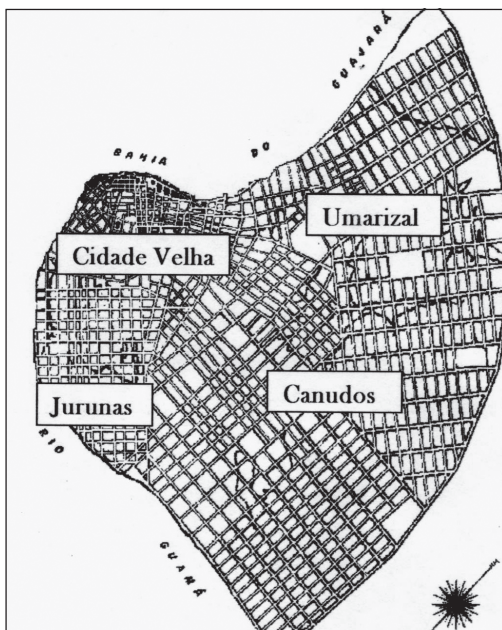 BAHIA DO GUAJARÁ
Umarizal
Cidade Velha
Canudos
Jurunas
RIO GUAMÁ